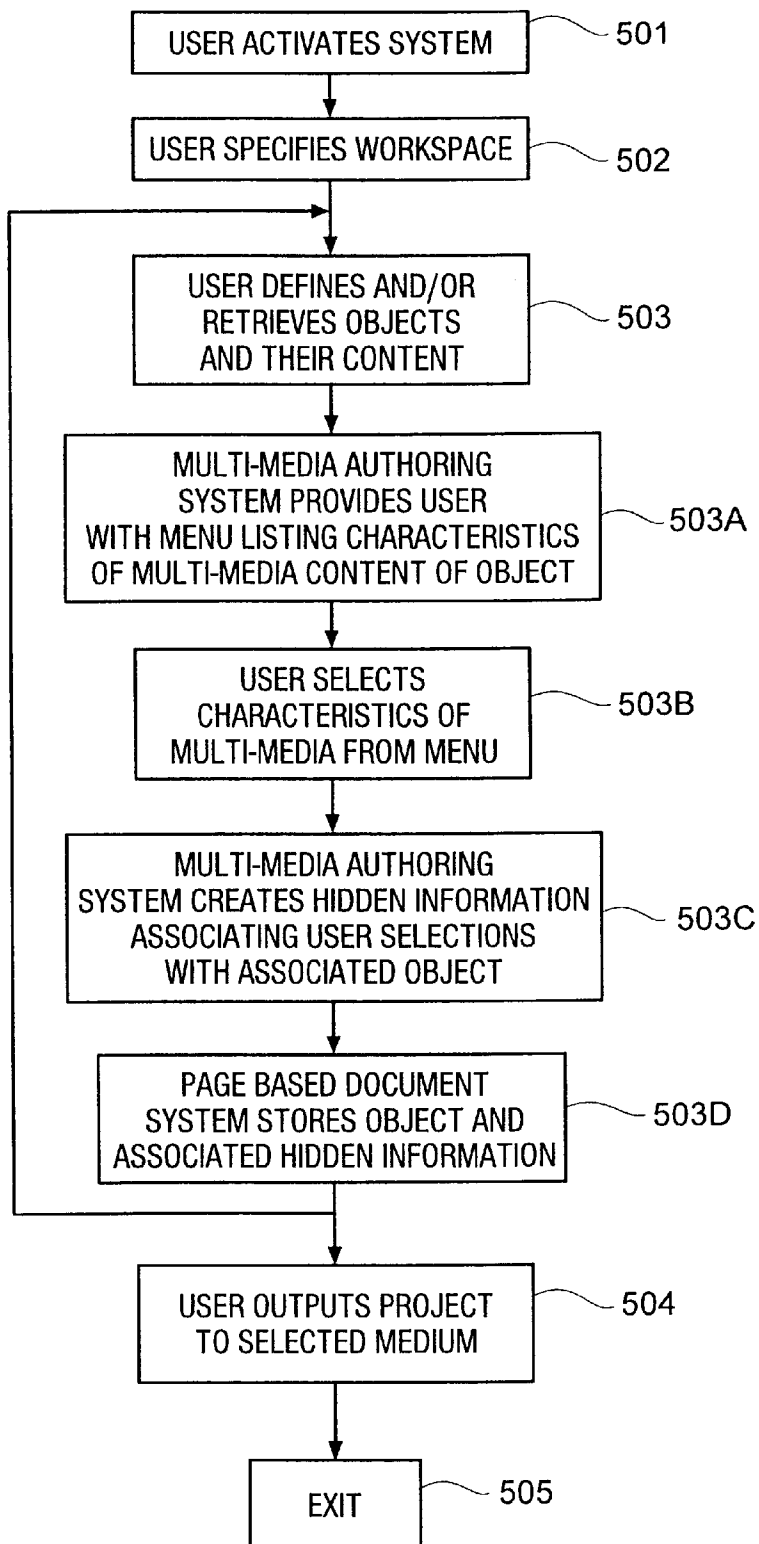 USER ACTIVATES SYSTEM
501
USER SPECIFIES WORKSPACE
502
USER DEFINES AND/OR
RETRIEVES OBJECTS
AND THEIR CONTENT
503
MULTI-MEDIA AUTHORING
SYSTEM PROVIDES USER
WITH MENU LISTING CHARACTERISTICS
OF MULTI-MEDIA CONTENT OF OBJECT
503A
USER SELECTS
CHARACTERISTICS OF
MULTI-MEDIA FROM MENU
503B
MULTI-MEDIA AUTHORING
SYSTEM CREATES HIDDEN INFORMATION
ASSOCIATING USER SELECTIONS
WITH ASSOCIATED OBJECT
503C
PAGE BASED DOCUMENT
SYSTEM STORES OBJECT AND
ASSOCIATED HIDDEN INFORMATION
503D
USER OUTPUTS PROJECT
TO SELECTED MEDIUM
504
EXIT
505